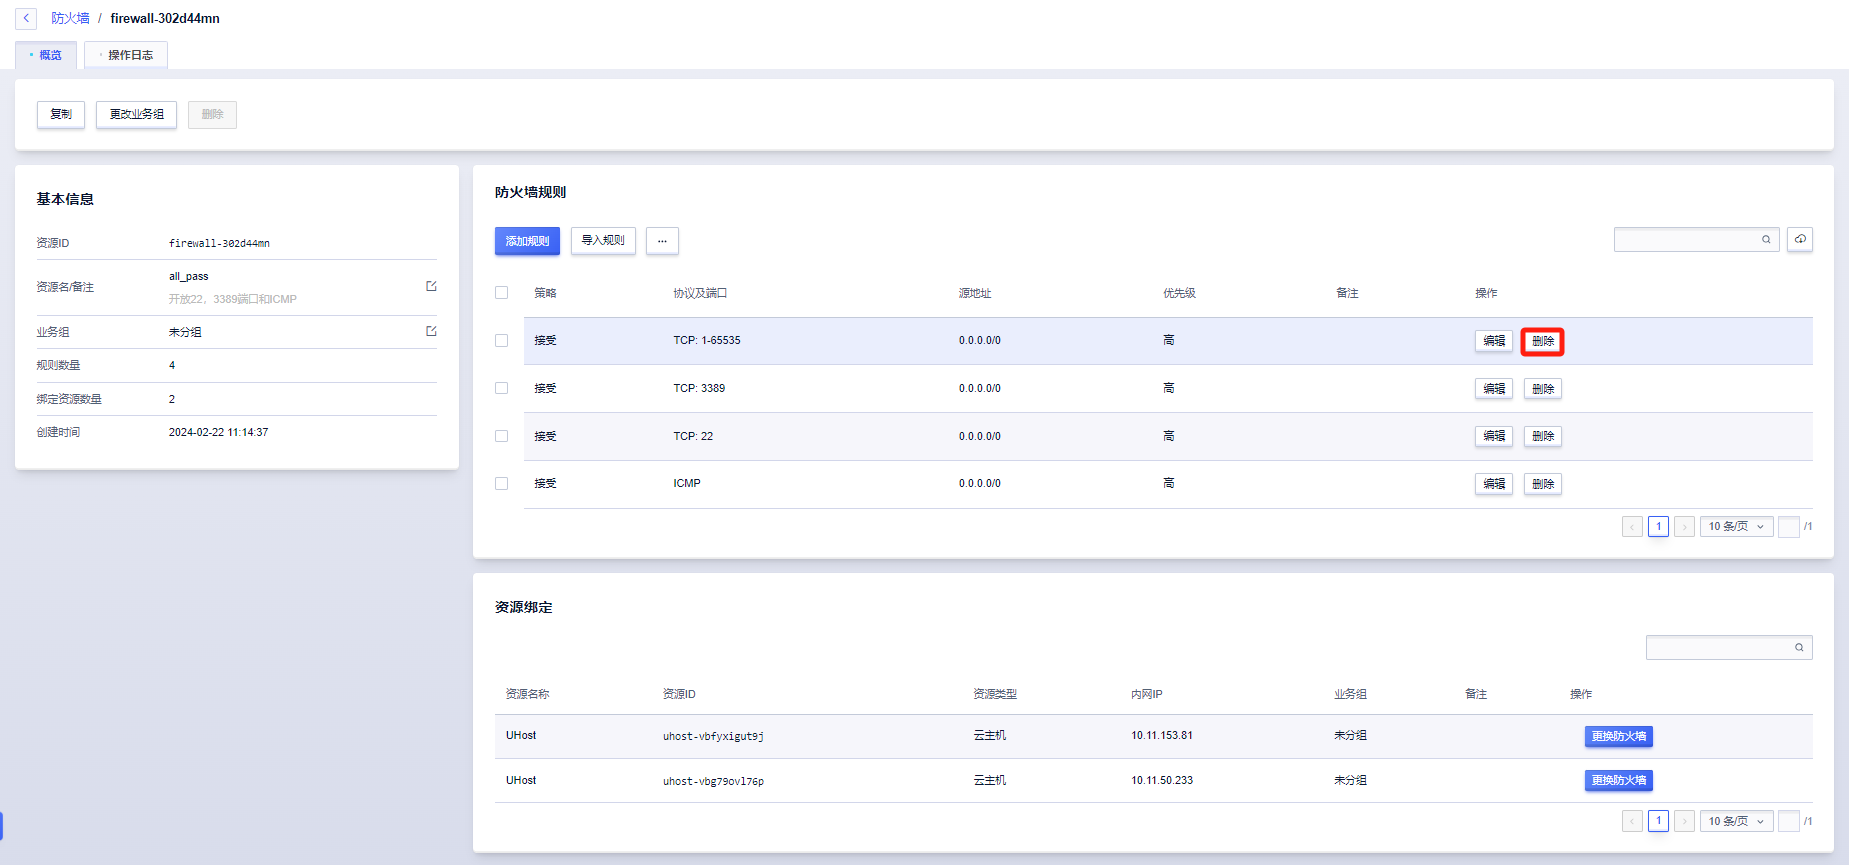 防火墙 / firewall-302d44mn
概览 操作日志
复制 更改业务组 删除
基本信息
资源ID firewall-302d44mn
资源名/备注 all_pass
开放22，3389端口和ICMP
业务组 未分组
规则数量 4
绑定资源数量 2
创建时间 2024-02-22 11:14:37
防火墙规则
添加规则 导入规则 ...
策略 协议及端口 源地址 优先级 备注 操作
接受 TCP: 1-65535 0.0.0.0/0 高 编辑 删除
接受 TCP: 3389 0.0.0.0/0 高 编辑 删除
接受 TCP: 22 0.0.0.0/0 高 编辑 删除
接受 ICMP 0.0.0.0/0 高 编辑 删除
1 10 条/页 /1
资源绑定
资源名称 资源ID 资源类型 内网IP 业务组 备注 操作
UHost uhost-vbfyxigut9j 云主机 10.11.153.81 未分组 更换防火墙
UHost uhost-vbg79ovl76p 云主机 10.11.50.233 未分组 更换防火墙
1 10 条/页 /1